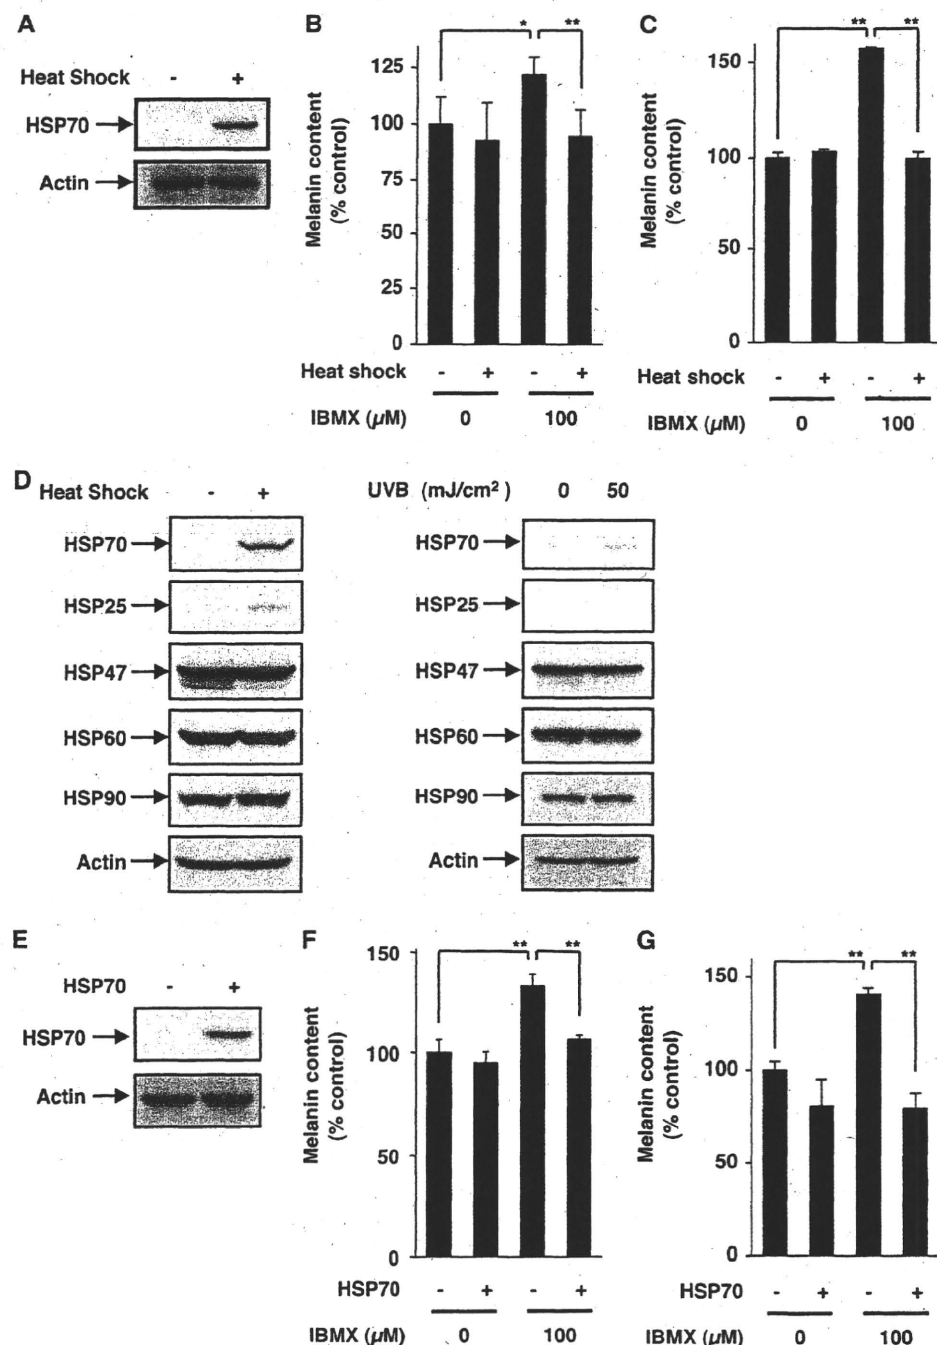 A
Heat Shock - +
HSP70
Actin
B
Melanin content
(% control)
125
100
75
50
25
0
* **
Heat shock - + - +
IBMX (µM) 0 100
C
Melanin content
(% control)
150
100
50
0
** **
Heat shock - + - +
IBMX (µM) 0 100
D
Heat Shock - +
HSP70
HSP25
HSP47
HSP60
HSP90
Actin
UVB (mJ/cm²) 0 50
HSP70
HSP25
HSP47
HSP60
HSP90
Actin
E
HSP70 - +
HSP70
Actin
F
Melanin content
(% control)
150
100
50
0
** **
HSP70 - + - +
IBMX (µM) 0 100
G
Melanin content
(% control)
150
100
50
0
** **
HSP70 - + - +
IBMX (µM) 0 100